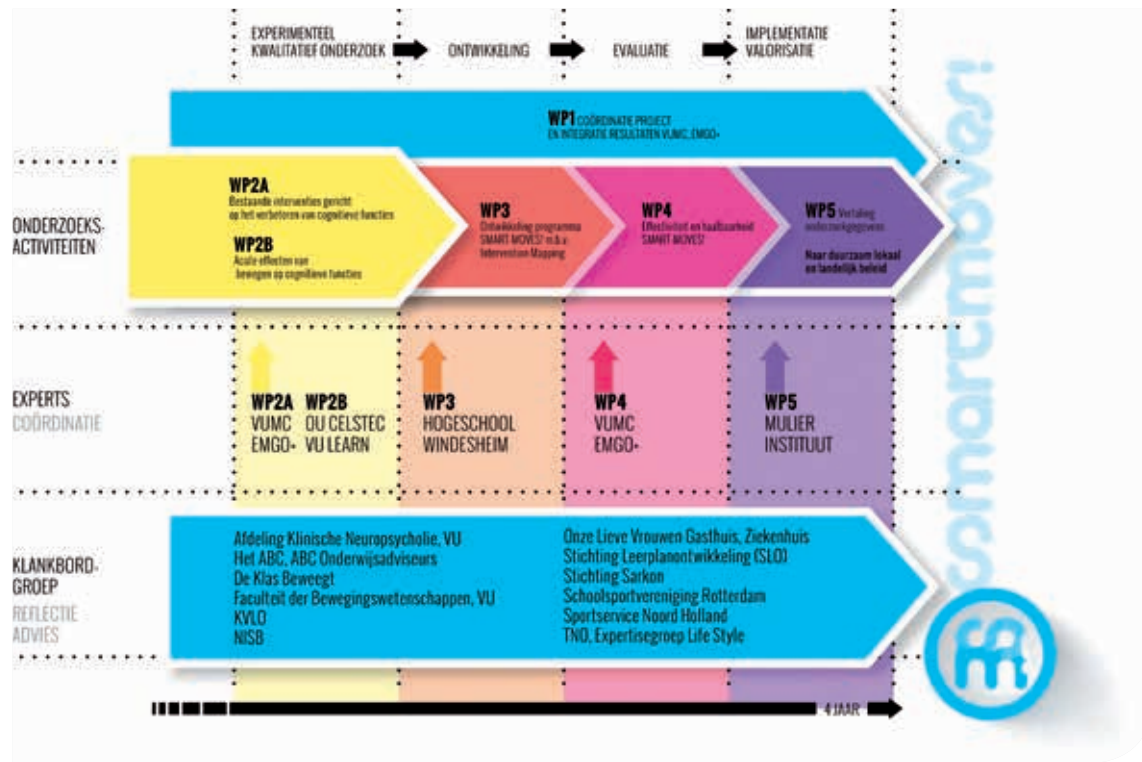 EXPERIMENTEEL
KWALITATIEF ONDERZOEK
ONTWIKKELING
EVALUATIE
IMPLEMENTATIE
VALORISATIE
WP1 COÖRDINATIE PROJECT
EN INTEGRATIE RESULTATEN VUMC, EMGO+
ONDERZOEKS-
ACTIVITEITEN
WP2A
Bestaande interventies gericht
op het verbeteren van cognitieve functies
WP2B
Acute effecten van
bewegen op cognitieve functies
WP3
Ontwikkeling programma
SMART MOVES! m.b.v.
Intervention Mapping
WP4
Effectiviteit en haalbaarheid
SMART MOVES!
WP5 Vertaling
onderzoekgegevens
Naar duurzaam lokaal
en landelijk beleid
EXPERTS
COÖRDINATIE
WP2A
VUMC
EMGO+
WP2B
OU CELSTEC
VU LEARN
WP3
HOGESCHOOL
WINDESHEIM
WP4
VUMC
EMGO+
WP5
MULIER
INSTITUUT
KLANKBORD-
GROEP
REFLECTIE
ADVIES
Afdeling Klinische Neuropsycholie, VU
Het ABC, ABC Onderwijsadviseurs
De Klas Beweegt
Faculteit der Bewegingswetenschappen, VU
KVLO
NISB
Onze Lieve Vrouwen Gasthuis, Ziekenhuis
Stichting Leerplanontwikkeling (SLO)
Stichting Sarkon
Schoolsportvereniging Rotterdam
Sportservice Noord Holland
TNO, Expertisegroep Life Style
4 JAAR
smartmoves!